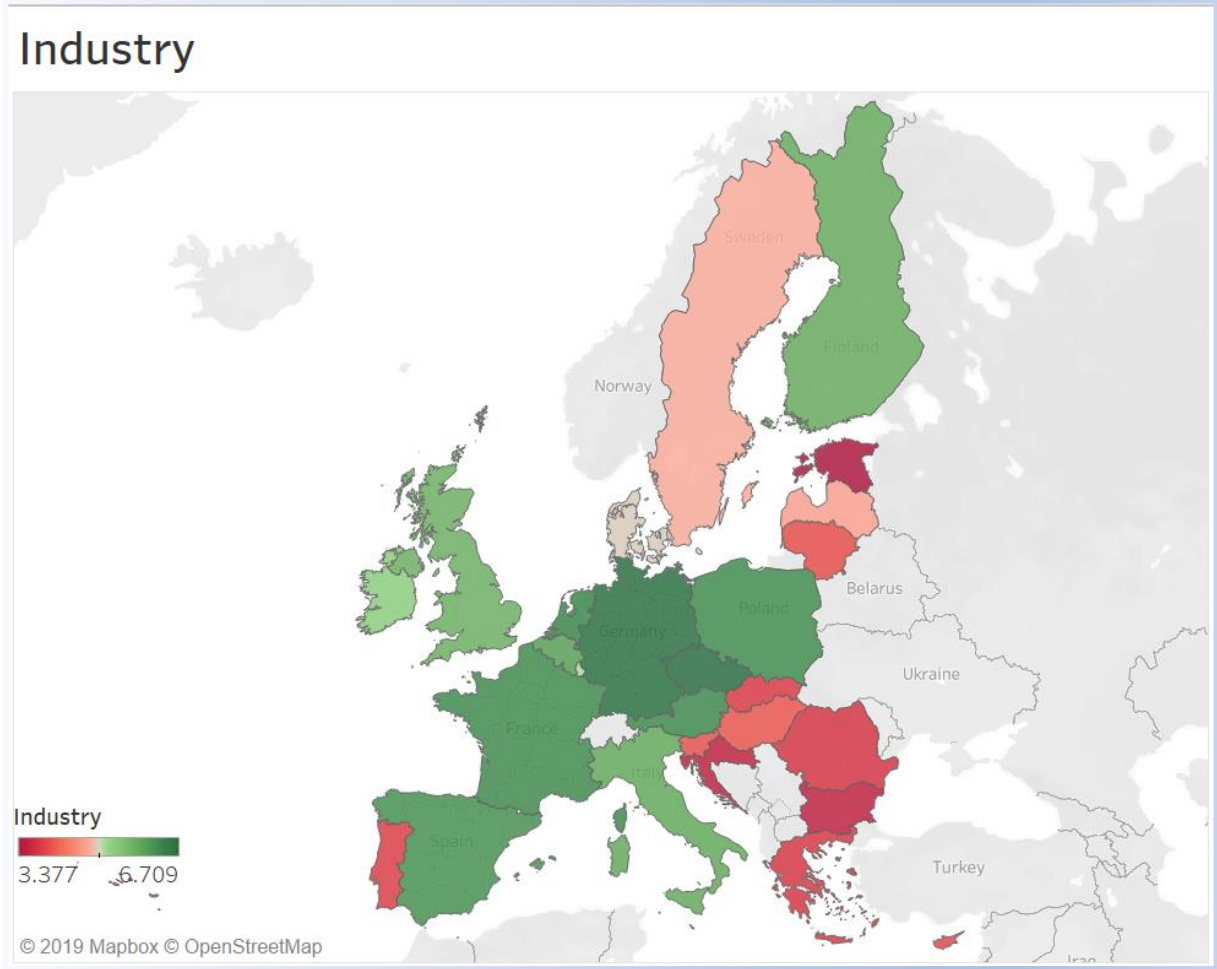 Industry
Sweden
Finland
Norway
Belarus
Poland
Germany
Ukraine
France
Italy
Industry
Spain
3.377
6.709
Turkey
© 2019 Mapbox © OpenStreetMap
Iraq